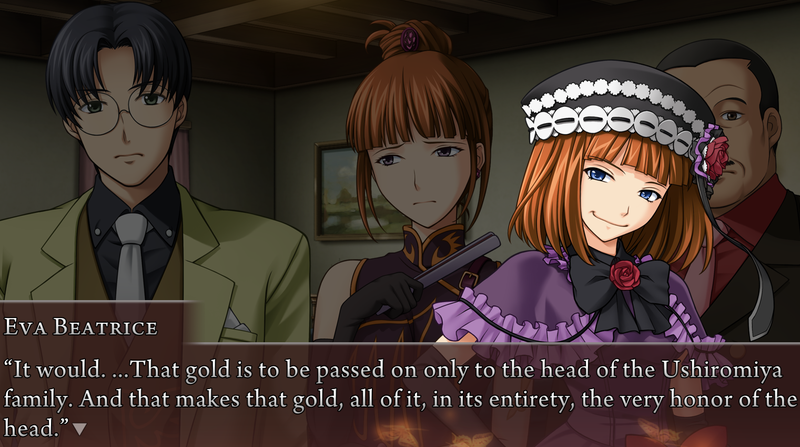 Eva Beatrice
“It would. ...That gold is to be passed on only to the head of the Ushiromiya
family. And that makes that gold, all of it, in its entirety, the very honor of the
head.”